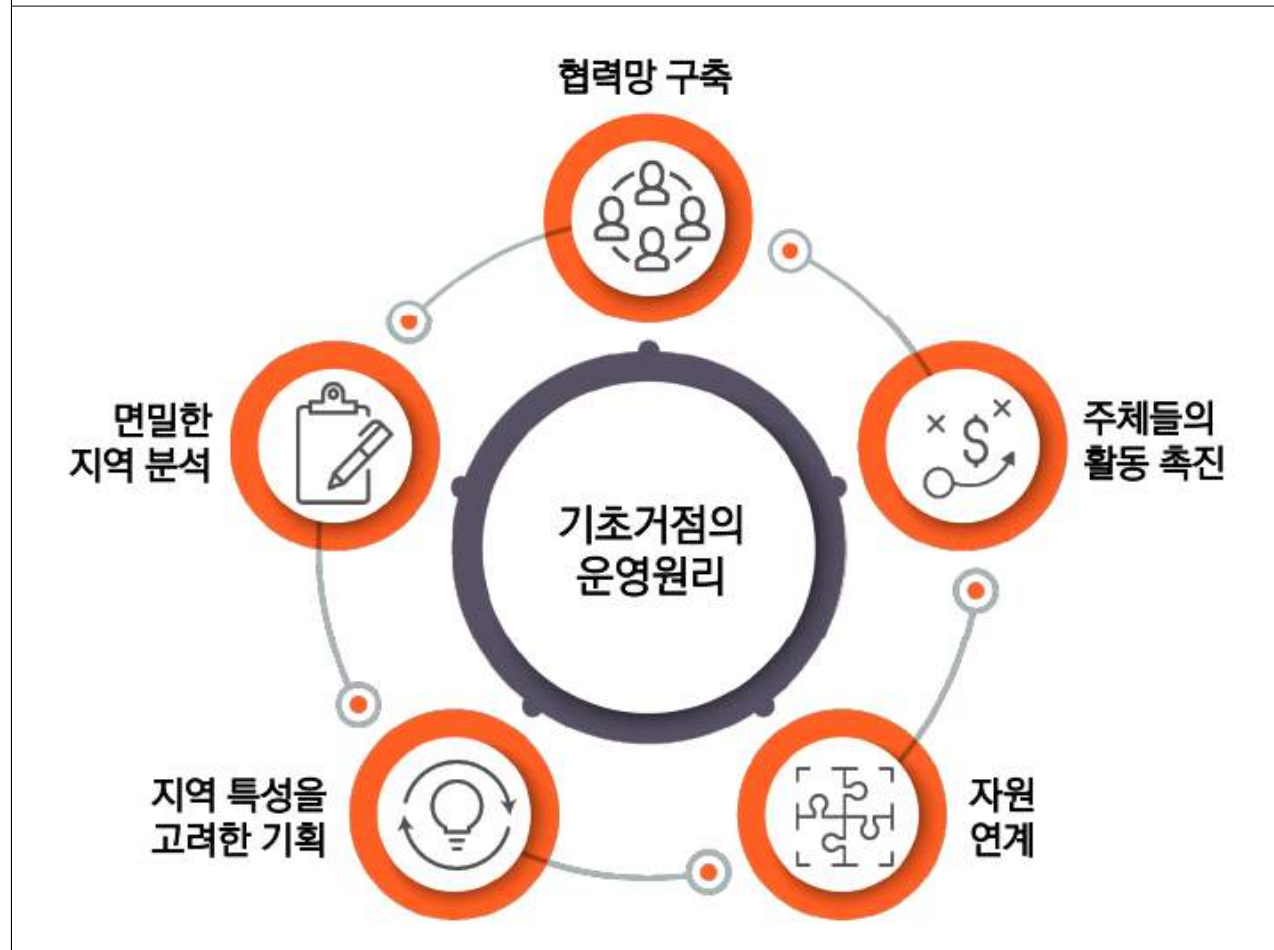 협력망 구축
면밀한
지역 분석
주체들의
활동 촉진
기초거점의
운영원리
지역 특성을
고려한 기획
자원
연계